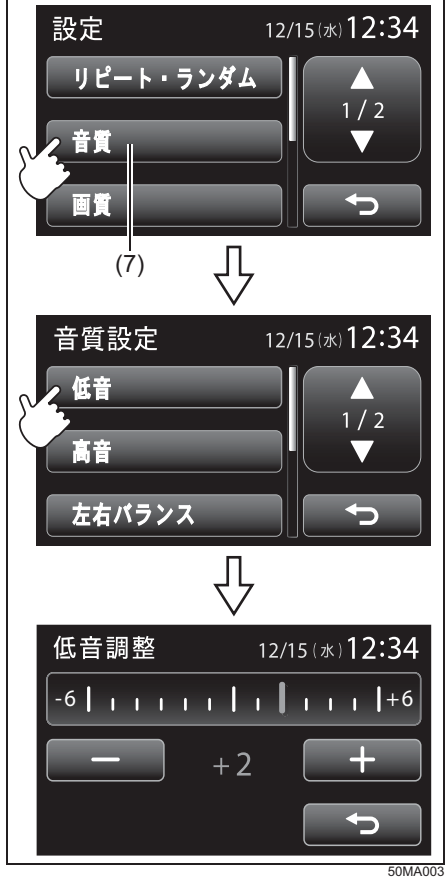 設定 12/15(水)12:34
リピート・ランダム
1/2
音質
画質
(7)
音質設定 12/15(水)12:34
低音
1/2
高音
左右バランス
低音調整 12/15(水)12:34
-6 +6
− +2 +
50MA003